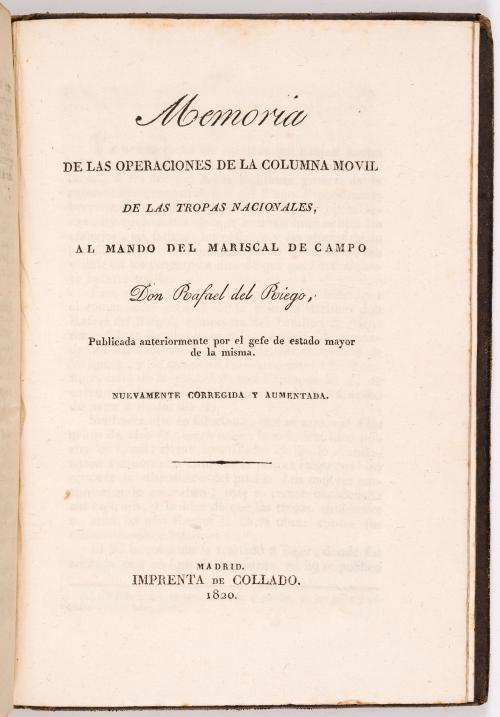 Memoria
DE LAS OPERACIONES DE LA COLUMNA MOVIL
DE LAS TROPAS NACIONALES,
AL MANDO DEL MARISCAL DE CAMPO
Don Rafael del Riego,
Publicada anteriormente por el gefe de estado mayor
de la misma.
NUEVAMENTE CORREGIDA Y AUMENTADA.
MADRID.
IMPRENTA DE COLLADO.
1820.